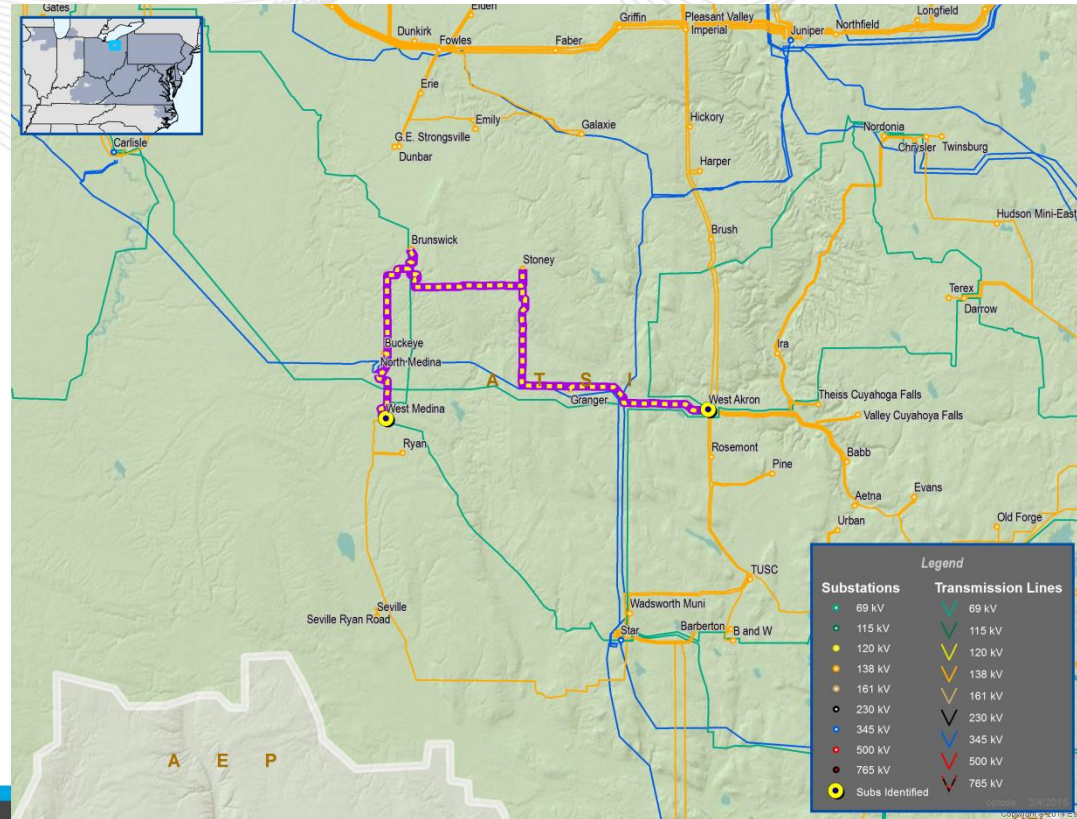 Gates
Elden
Griffin
Pleasant Valley
Imperial
Longfield
Northfield
Dunkirk
Fowles
Faber
Juniper
Erie
Emily
Galaxie
G.E. Strongsville
Dunbar
Hickory
Harper
Carlisle
Nordonia
Chrysler
Twinsburg
Hudson Mini-East
Brunswick
Stoney
Brush
Terex
Darrow
Buckeye
North Medina
Ira
A T S I
Granger
West Akron
Theiss Cuyahoga Falls
Valley Cuyahoya Falls
West Medina
Ryan
Rosemont
Pine
Babb
Aetna
Evans
Urban
Old Forge
TUSC
Seville
Seville Ryan Road
Wadsworth Muni
Star
Barberton
B and W
A E P
Legend
Substations
Transmission Lines
69 kV
69 kV
115 kV
115 kV
120 kV
120 kV
138 kV
138 kV
161 kV
161 kV
230 kV
230 kV
345 kV
345 kV
500 kV
500 kV
765 kV
765 kV
Subs Identified
3/4/2015